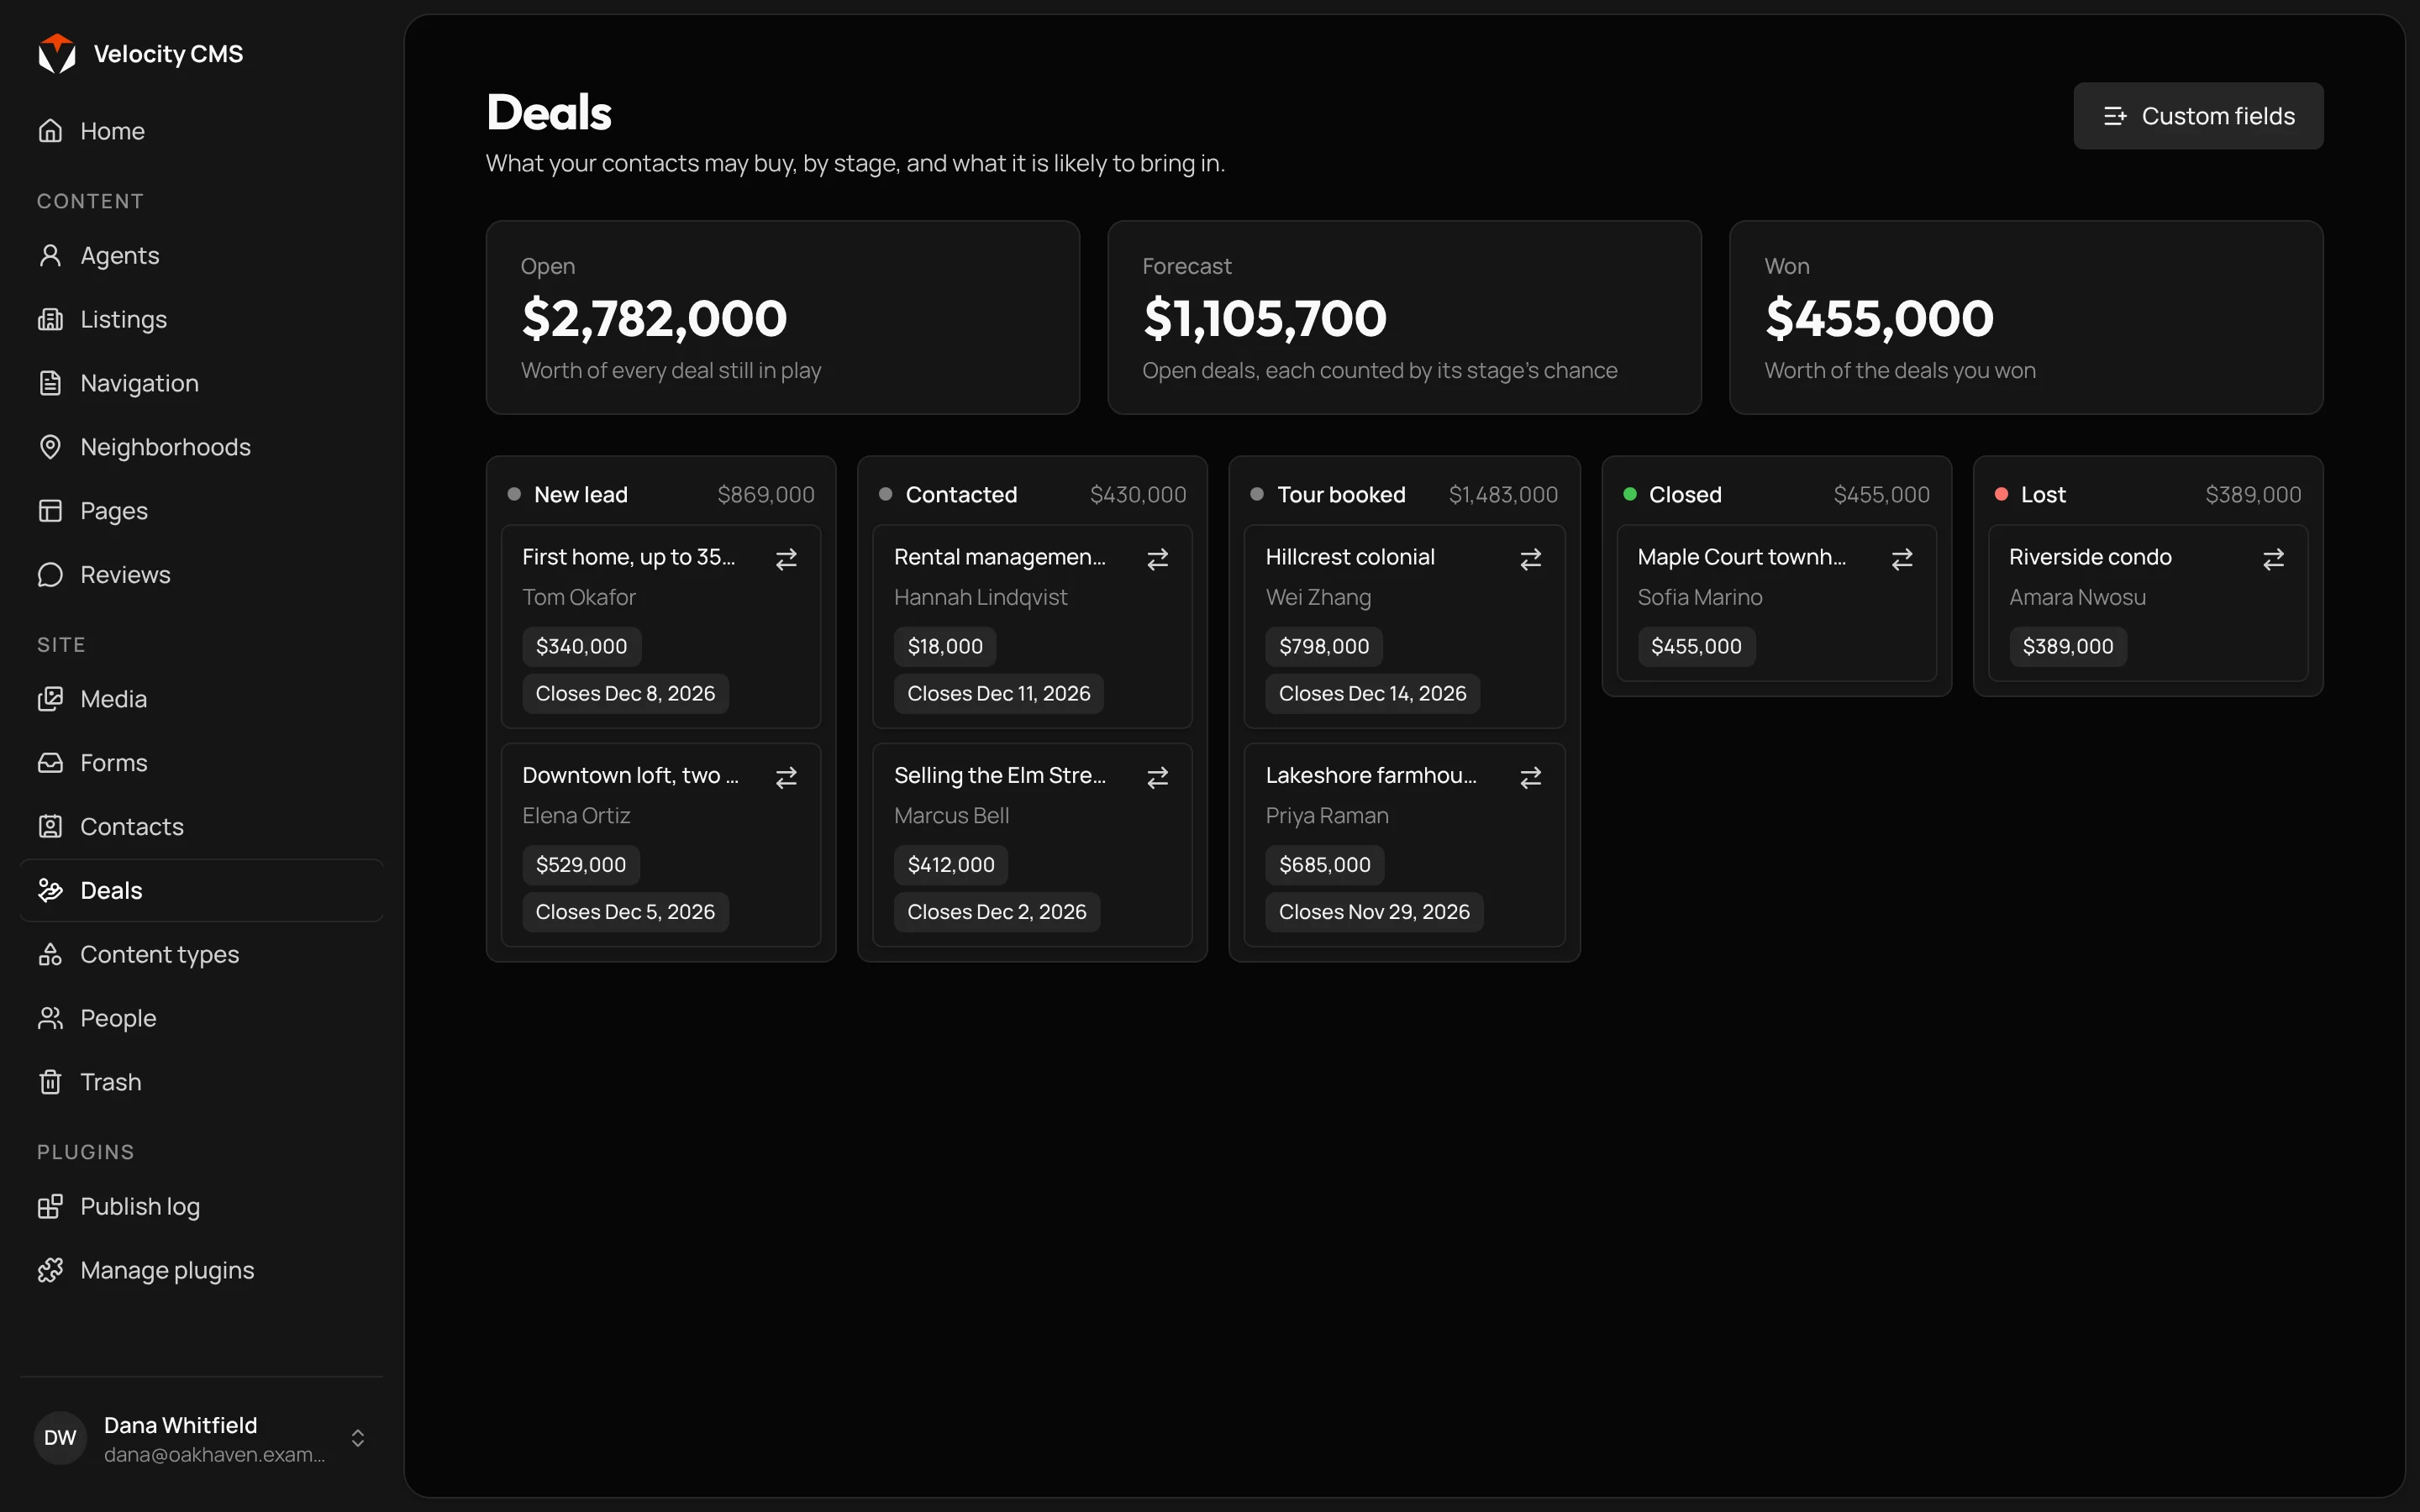 Velocity CMS
Home
CONTENT
Agents
Listings
Navigation
Neighborhoods
Pages
Reviews
SITE
Media
Forms
Contacts
Deals
Content types
People
Trash
PLUGINS
Publish log
Manage plugins
DW
Dana Whitfield
dana@oakhaven.exam...
Deals
What your contacts may buy, by stage, and what it is likely to bring in.
Custom fields
Open
$2,782,000
Worth of every deal still in play
Forecast
$1,105,700
Open deals, each counted by its stage's chance
Won
$455,000
Worth of the deals you won
New lead $869,000
First home, up to 35...
Tom Okafor
$340,000
Closes Dec 8, 2026
Downtown loft, two ...
Elena Ortiz
$529,000
Closes Dec 5, 2026
Contacted $430,000
Rental managemen...
Hannah Lindqvist
$18,000
Closes Dec 11, 2026
Selling the Elm Stre...
Marcus Bell
$412,000
Closes Dec 2, 2026
Tour booked $1,483,000
Hillcrest colonial
Wei Zhang
$798,000
Closes Dec 14, 2026
Lakeshore farmhou...
Priya Raman
$685,000
Closes Nov 29, 2026
Closed $455,000
Maple Court townh...
Sofia Marino
$455,000
Lost $389,000
Riverside condo
Amara Nwosu
$389,000